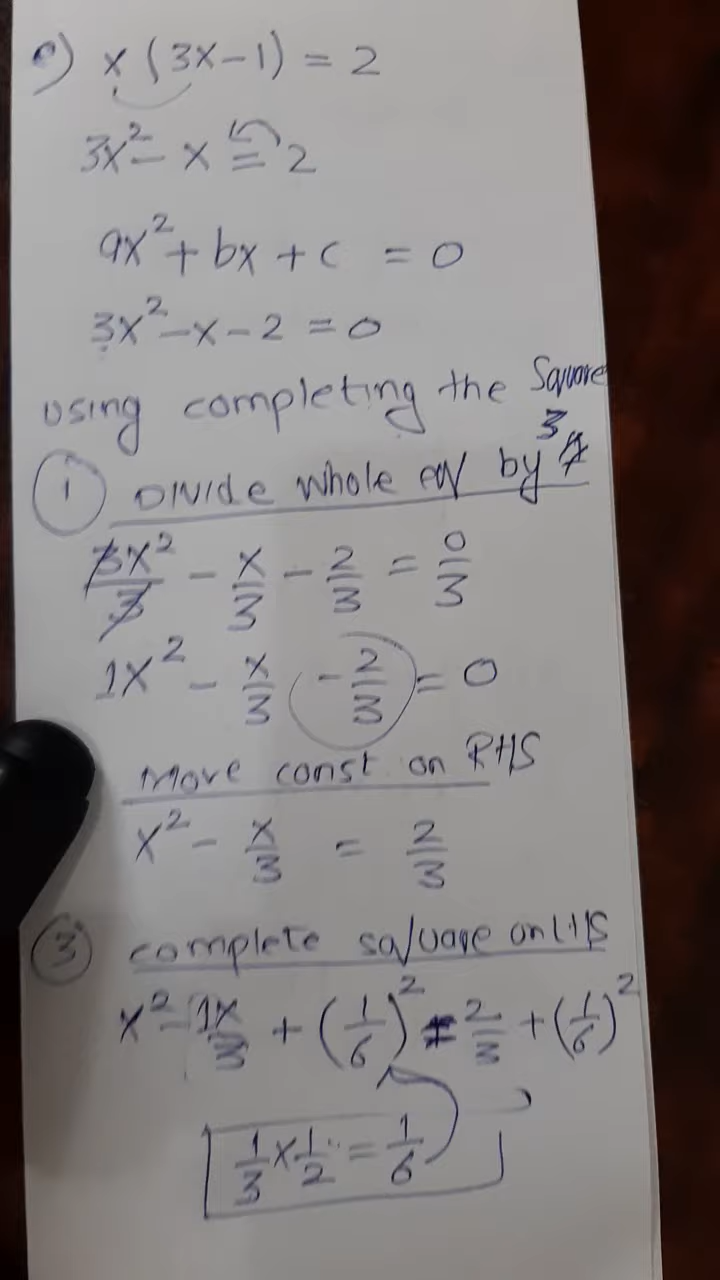 e) x (3x-1) = 2
3x² - x = 2
ax² + bx + c = 0
3x² - x - 2 = 0
using completing the Square
① Divide whole eq by 3
3x²/3 - x/3 - 2/3 = 0/3
1x² - x/3 - 2/3 = 0
Move const on RHS
x² - x/3 = 2/3
③ complete square on LHS
x² - 1x/3 + (1/6)² = 2/3 + (1/6)²
1/3 x 1/2 = 1/6